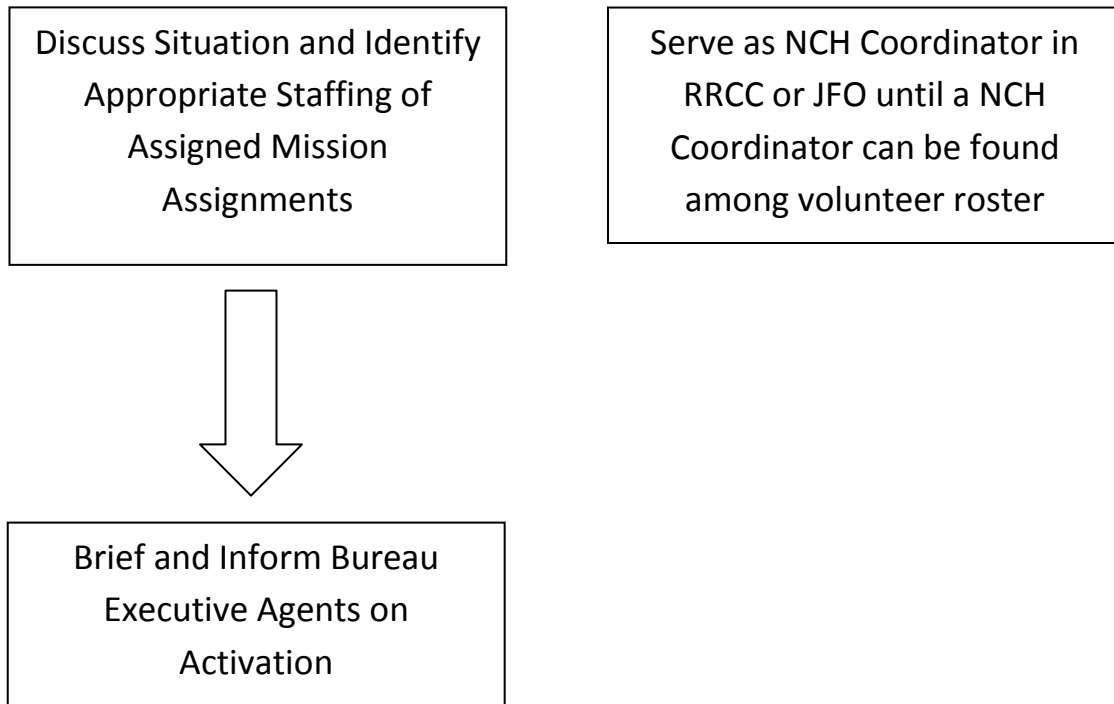 Discuss Situation and Identify
Appropriate Staffing of
Assigned Mission
Assignments
Serve as NCH Coordinator in
RRCC or JFO until a NCH
Coordinator can be found
among volunteer roster
Brief and Inform Bureau
Executive Agents on
Activation